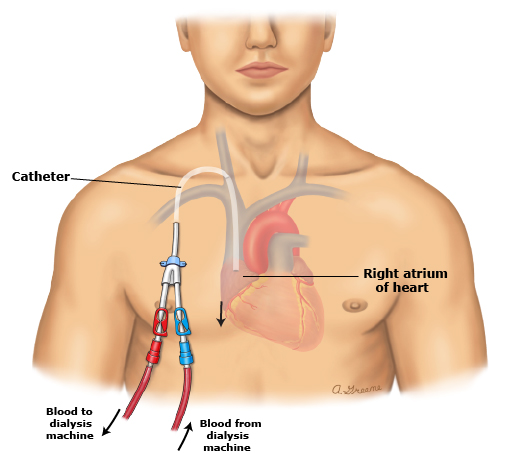 Catheter
Right atrium
of heart
Blood to
dialysis
machine
Blood from
dialysis
machine
A. Greene